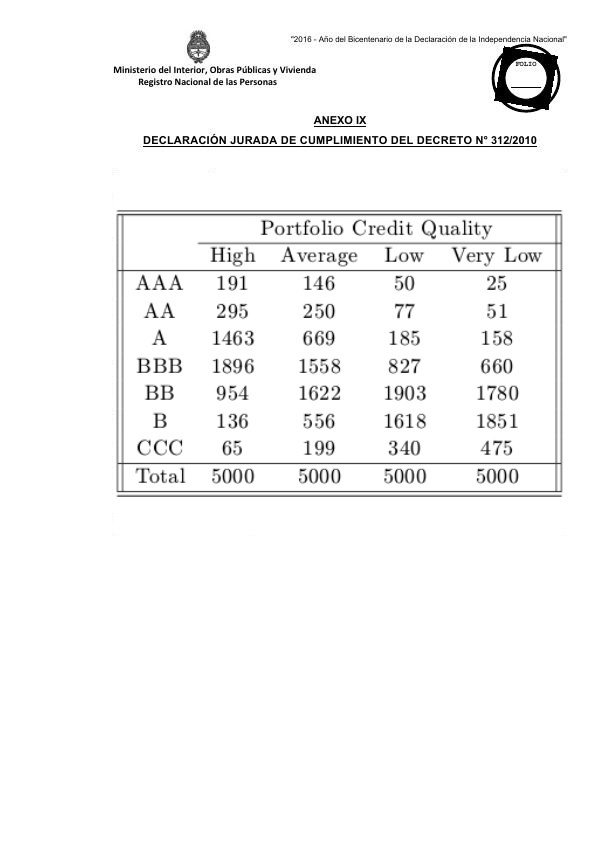 "2016 - Año del Bicentenario de la Declaración de la Independencia Nacional"
FOLIO
Ministerio del Interior, Obras Públicas y Vivienda
Registro Nacional de las Personas
ANEXO IX
DECLARACIÓN JURADA DE CUMPLIMIENTO DEL DECRETO N° 312/2010
Portfolio Credit Quality
High Average Low Very Low
AAA 191 146 50 25
AA 295 250 77 51
A 1463 669 185 158
BBB 1896 1558 827 660
BB 954 1622 1903 1780
B 136 556 1618 1851
CCC 65 199 340 475
Total 5000 5000 5000 5000